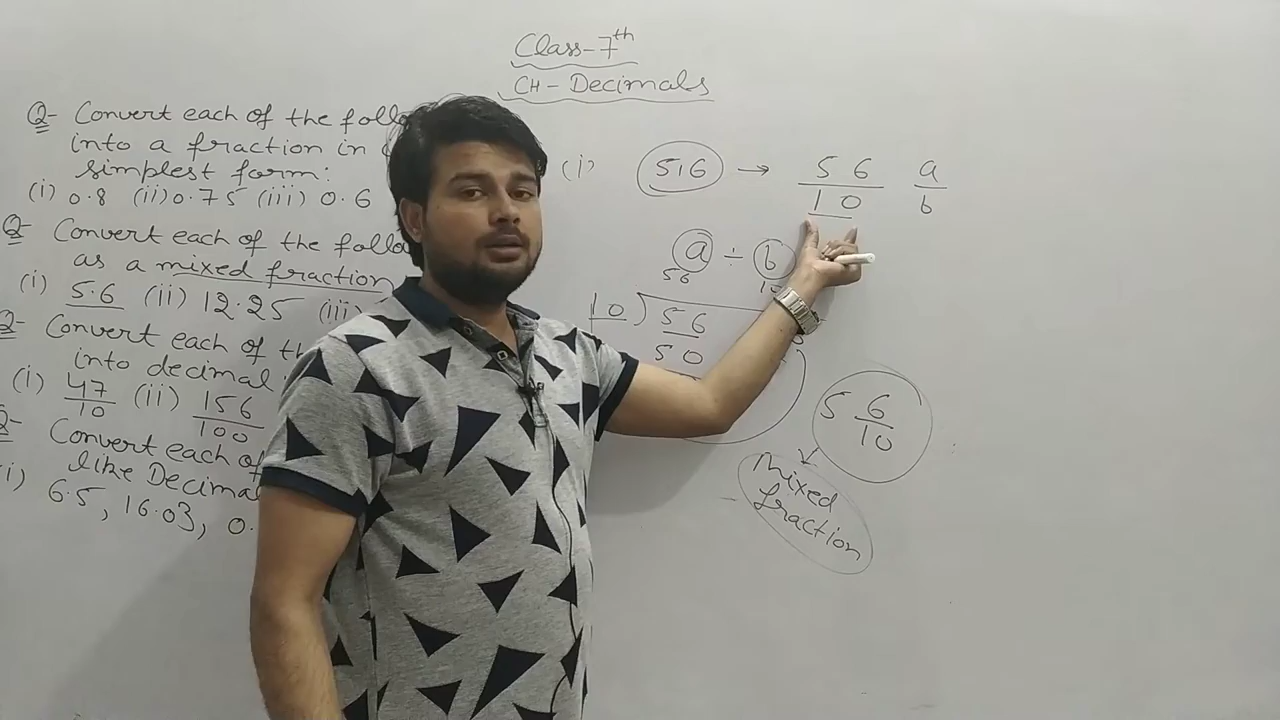 Class-7th
CH-Decimals
Q- Convert each of the
into a fraction in
simplest form:
(i) 0.8 (ii) 0.75 (iii) 0.6
Q- Convert each of the
as a mixed fraction
(i) 5.6 (ii) 12.25 (iii)
Q- Convert each of
into decimal
(i) 47/10 (ii) 156/100
Q- Convert each of
like Decimal
i) 6.5, 16.03, 0.
(i) 5.6 → 56/10 a/b
a ÷ b
56
10 ) 56
50
5 6/10
mixed
fraction